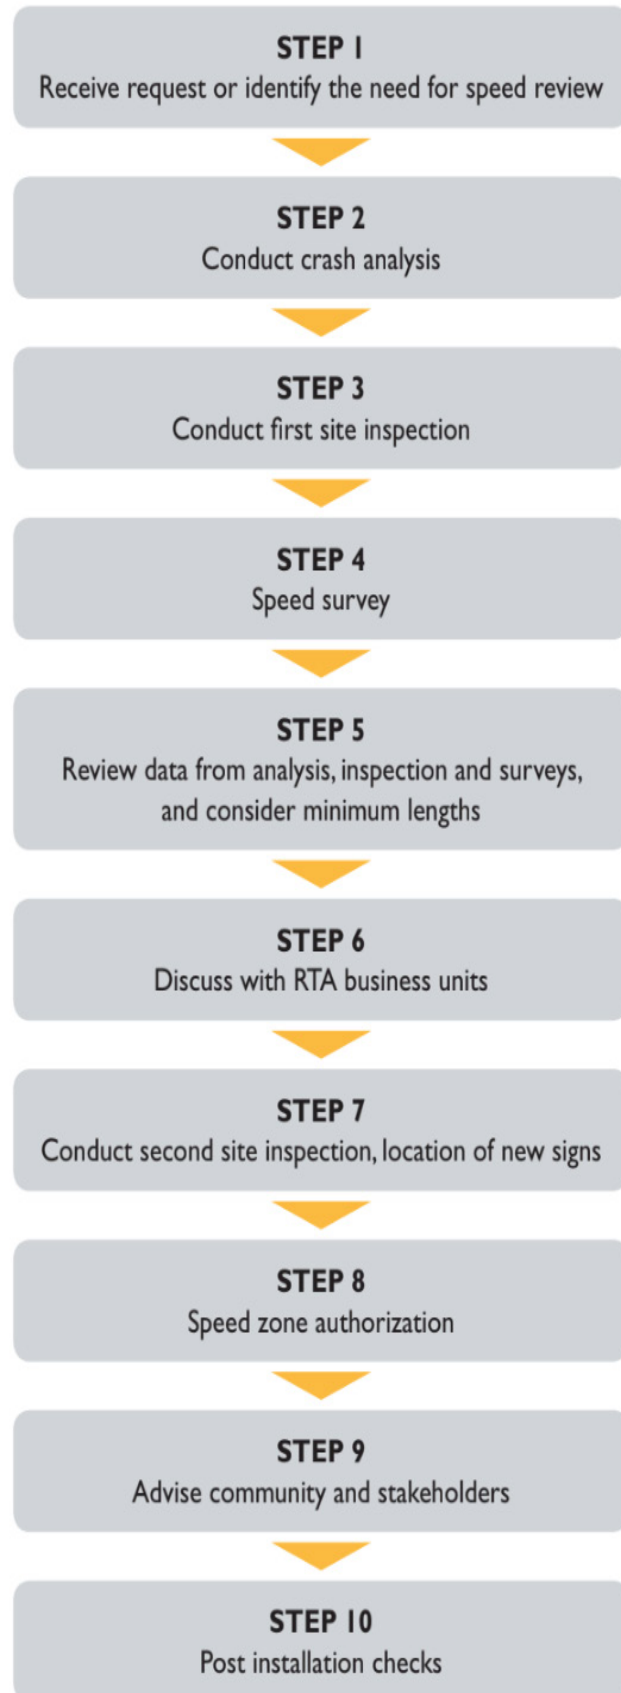 STEP 1
Receive request or identify the need for speed review
STEP 2
Conduct crash analysis
STEP 3
Conduct first site inspection
STEP 4
Speed survey
STEP 5
Review data from analysis, inspection and surveys,
and consider minimum lengths
STEP 6
Discuss with RTA business units
STEP 7
Conduct second site inspection, location of new signs
STEP 8
Speed zone authorization
STEP 9
Advise community and stakeholders
STEP 10
Post installation checks